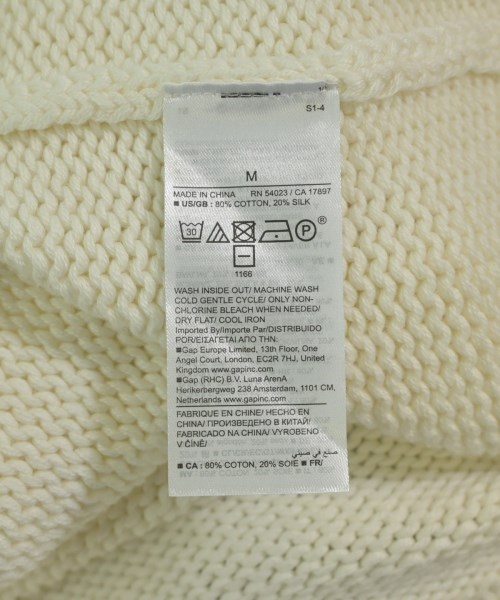 S1-4
M
MADE IN CHINA RN 54023 / CA 17897
■ US/GB : 80% COTTON, 20% SILK
30 P ®
1166
WASH INSIDE OUT/ MACHINE WASH
COLD GENTLE CYCLE/ ONLY NON-
CHLORINE BLEACH WHEN NEEDED/
DRY FLAT/ COOL IRON
Imported By/Importe Par/DISTRIBUIDO
POR/ΕΙΣΑΓΕΤΑΙ ΑΠΌ ΤΗΝ:
■Gap Europe Limited, 13th Floor, One
Angel Court, London, EC2R 7HJ, United
Kingdom www.gapinc.com
■Gap (RHC) B.V, Luna ArenA
Herikerbergweg 238 Amsterdam, 1101 CM,
Netherlands www.gapinc.com
FABRIQUE EN CHINE/ HECHO EN
CHINA/ ПРОИЗВЕДЕНО В КИТАЙ/
FABRICADO NA CHINA/ VYROBENO
V ČÍNĚ/
صنع في صيني
■ CA : 80% COTON, 20% SOIE ■ FR/